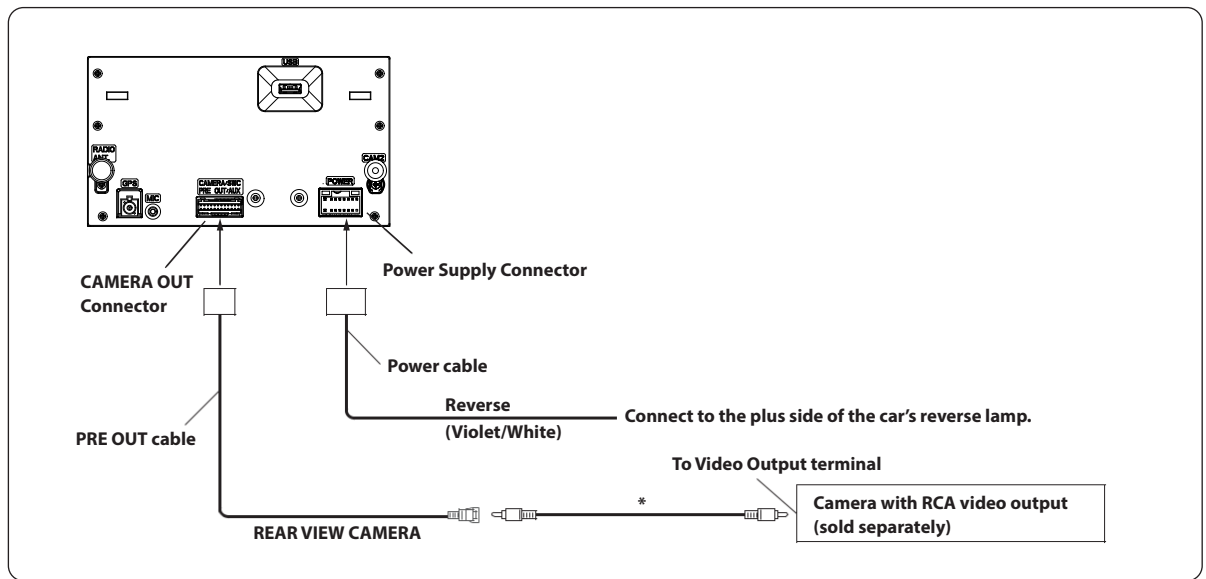 USB
RADIO
ANT.
CAM2
GPS
MIC
CAMERA/SWC
PRE OUT/AUX
POWER
Power Supply Connector
CAMERA OUT
Connector
Power cable
Reverse
(Violet/White)
Connect to the plus side of the car’s reverse lamp.
PRE OUT cable
To Video Output terminal
*
Camera with RCA video output
(sold separately)
REAR VIEW CAMERA